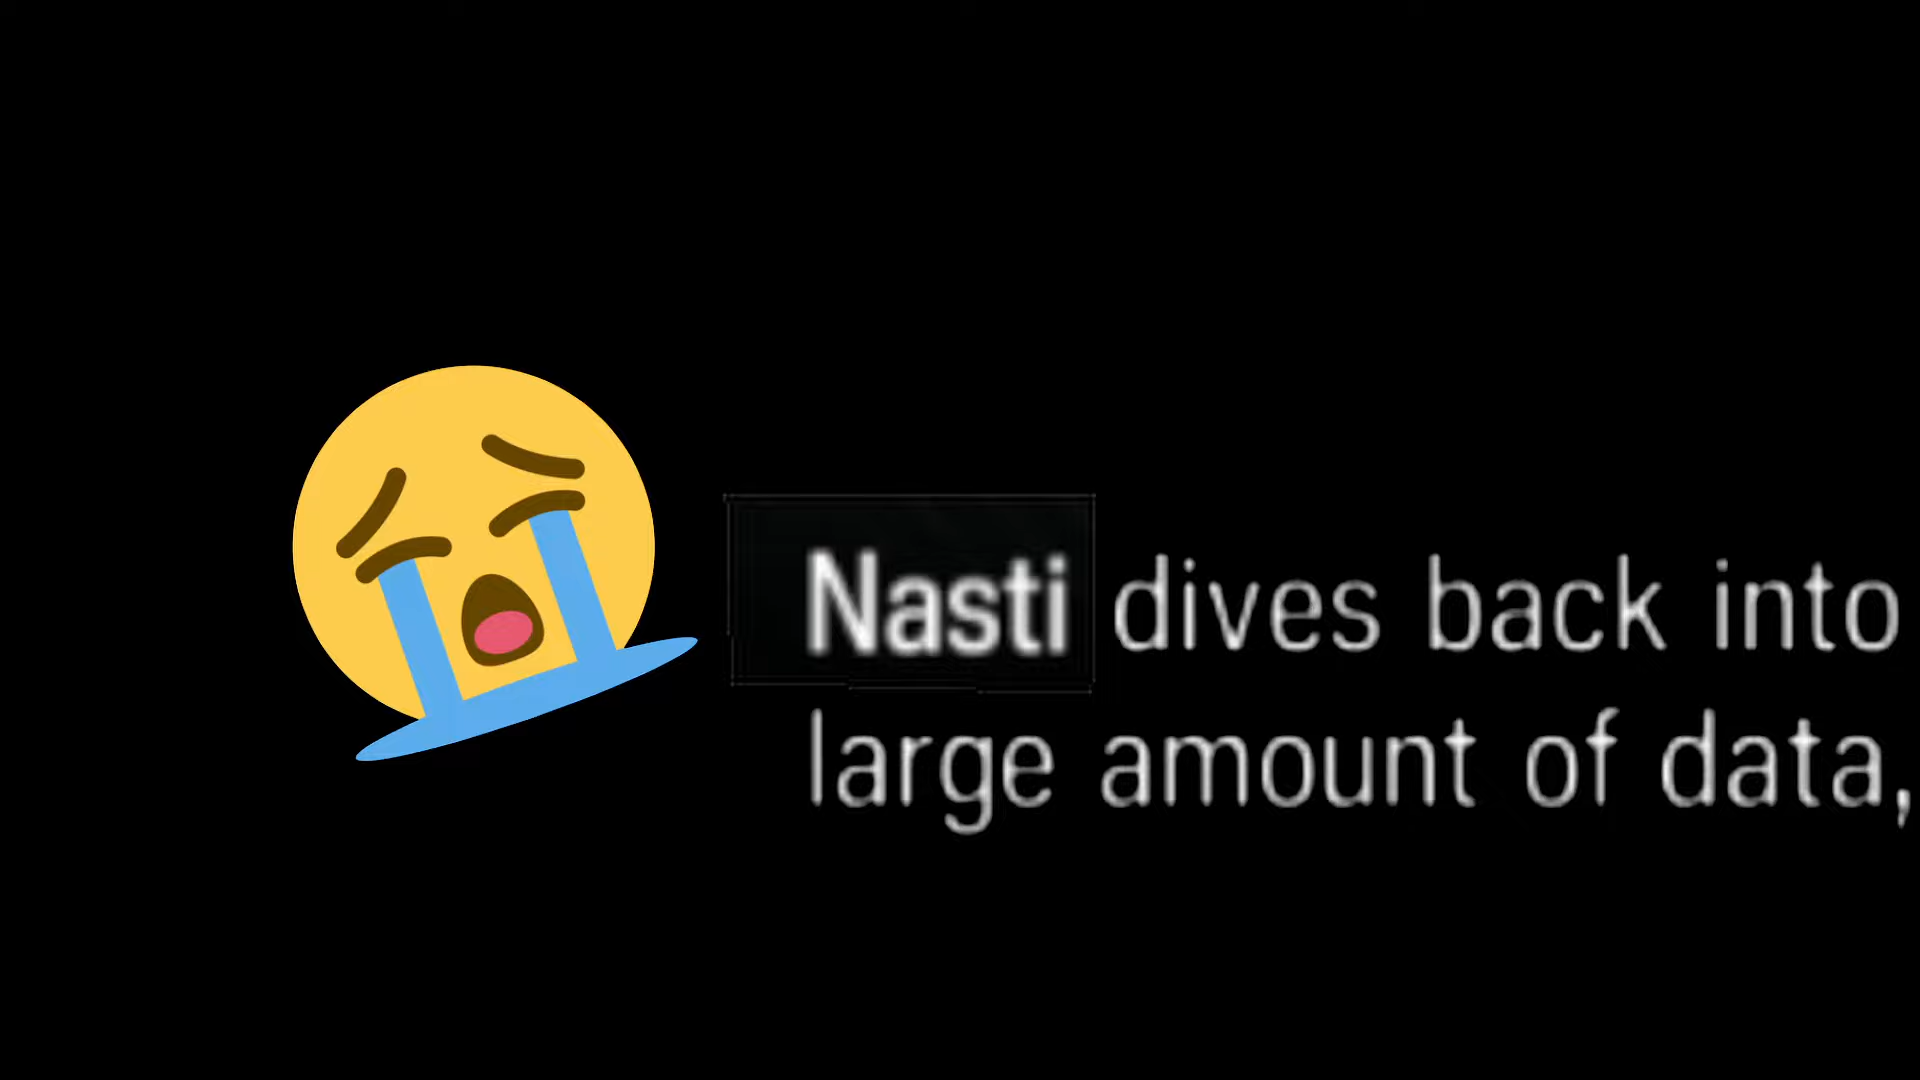 Nasti dives back into
large amount of data,